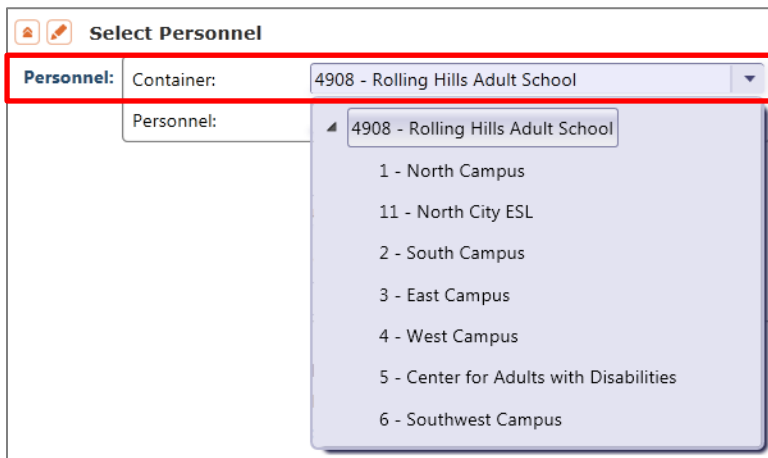 Select Personnel
Personnel: Container: 4908 - Rolling Hills Adult School
Personnel: 4908 - Rolling Hills Adult School
1 - North Campus
11 - North City ESL
2 - South Campus
3 - East Campus
4 - West Campus
5 - Center for Adults with Disabilities
6 - Southwest Campus